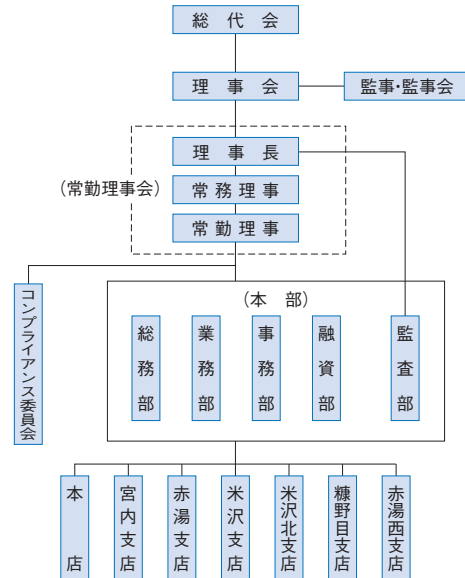 総代会
理事会
監事･監事会
理事長
(常勤理事会)
常務理事
常勤理事
コンプライアンス委員会
(本 部)
総務部
業務部
事務部
融資部
監査部
本店
宮内支店
赤湯支店
米沢支店
米沢北支店
糠野目支店
赤湯西支店